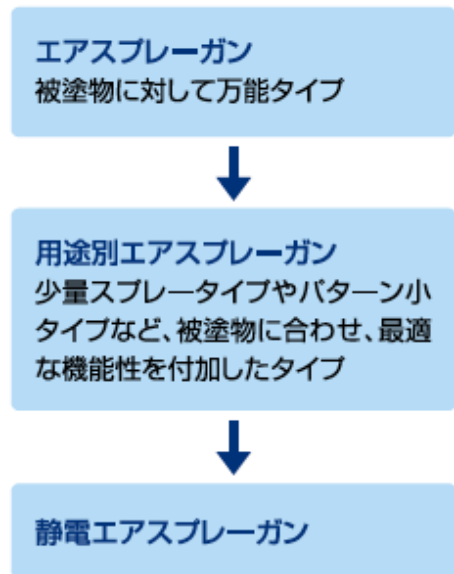 エアスプレーガン
被塗物に対して万能タイプ
用途別エアスプレーガン
少量スプレータイプやパターン小
タイプなど、被塗物に合わせ、最適
な機能性を付加したタイプ
静電エアスプレーガン